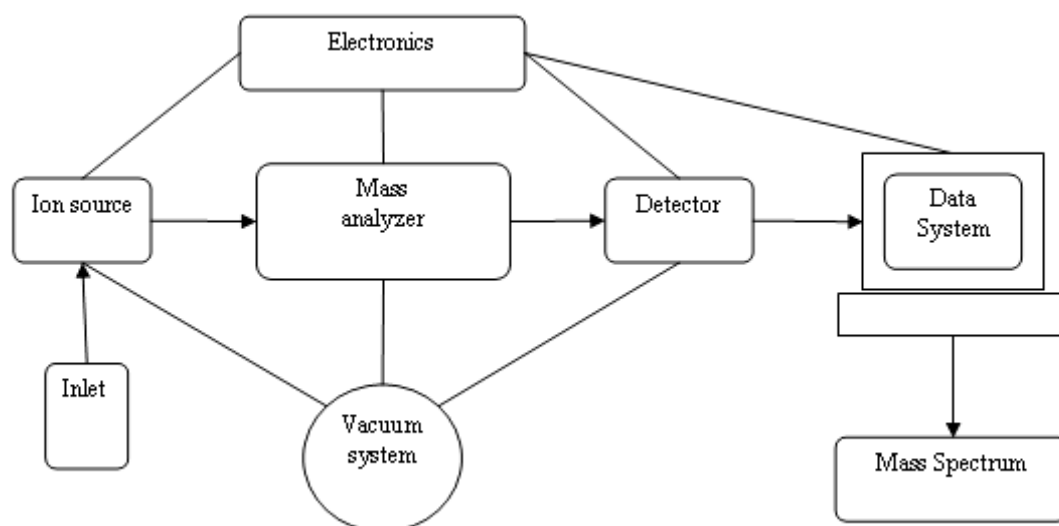 Electronics
Ion source
Mass
analyzer
Detector
Data
System
Inlet
Vacuum
system
Mass Spectrum